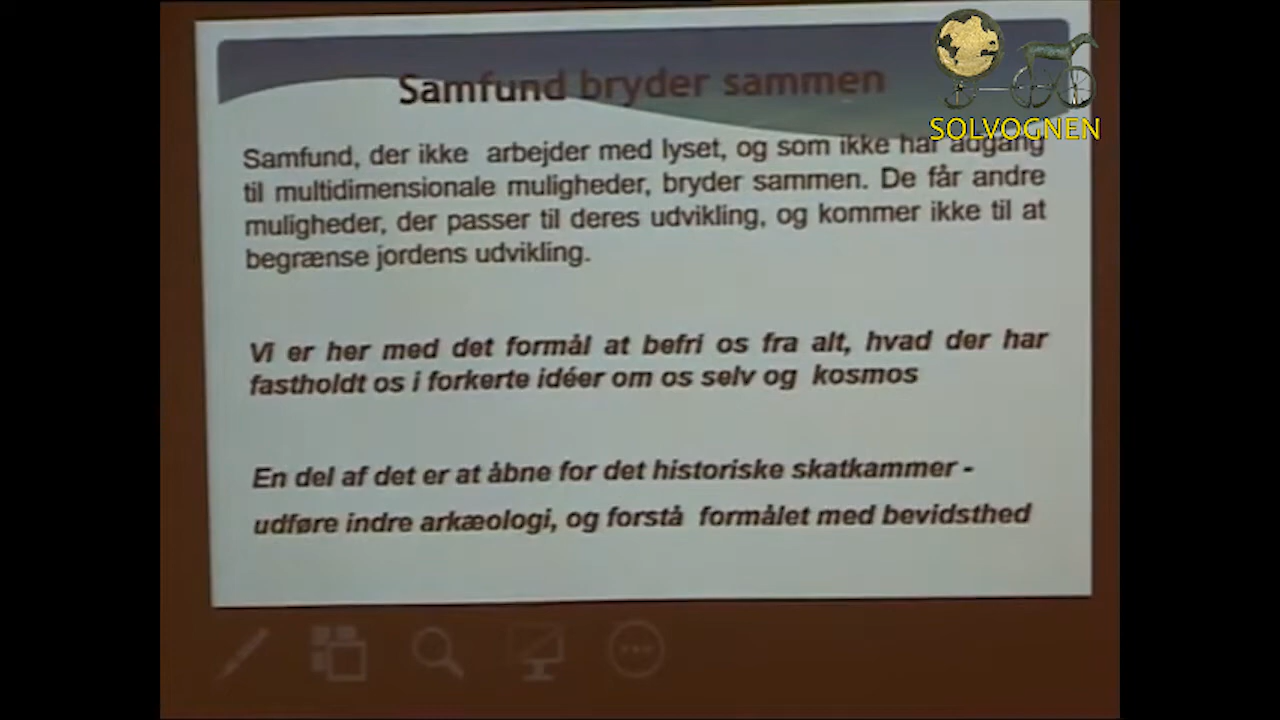 Samfund bryder sammen
SOLVOGNEN
Samfund, der ikke arbejder med lyset, og som ikke har adgang
til multidimensionale muligheder, bryder sammen. De får andre
muligheder, der passer til deres udvikling, og kommer ikke til at
begrænse jordens udvikling.
Vi er her med det formål at befri os fra alt, hvad der har
fastholdt os i forkerte idéer om os selv og kosmos
En del af det er at åbne for det historiske skatkammer -
udføre indre arkæologi, og forstå formålet med bevidsthed